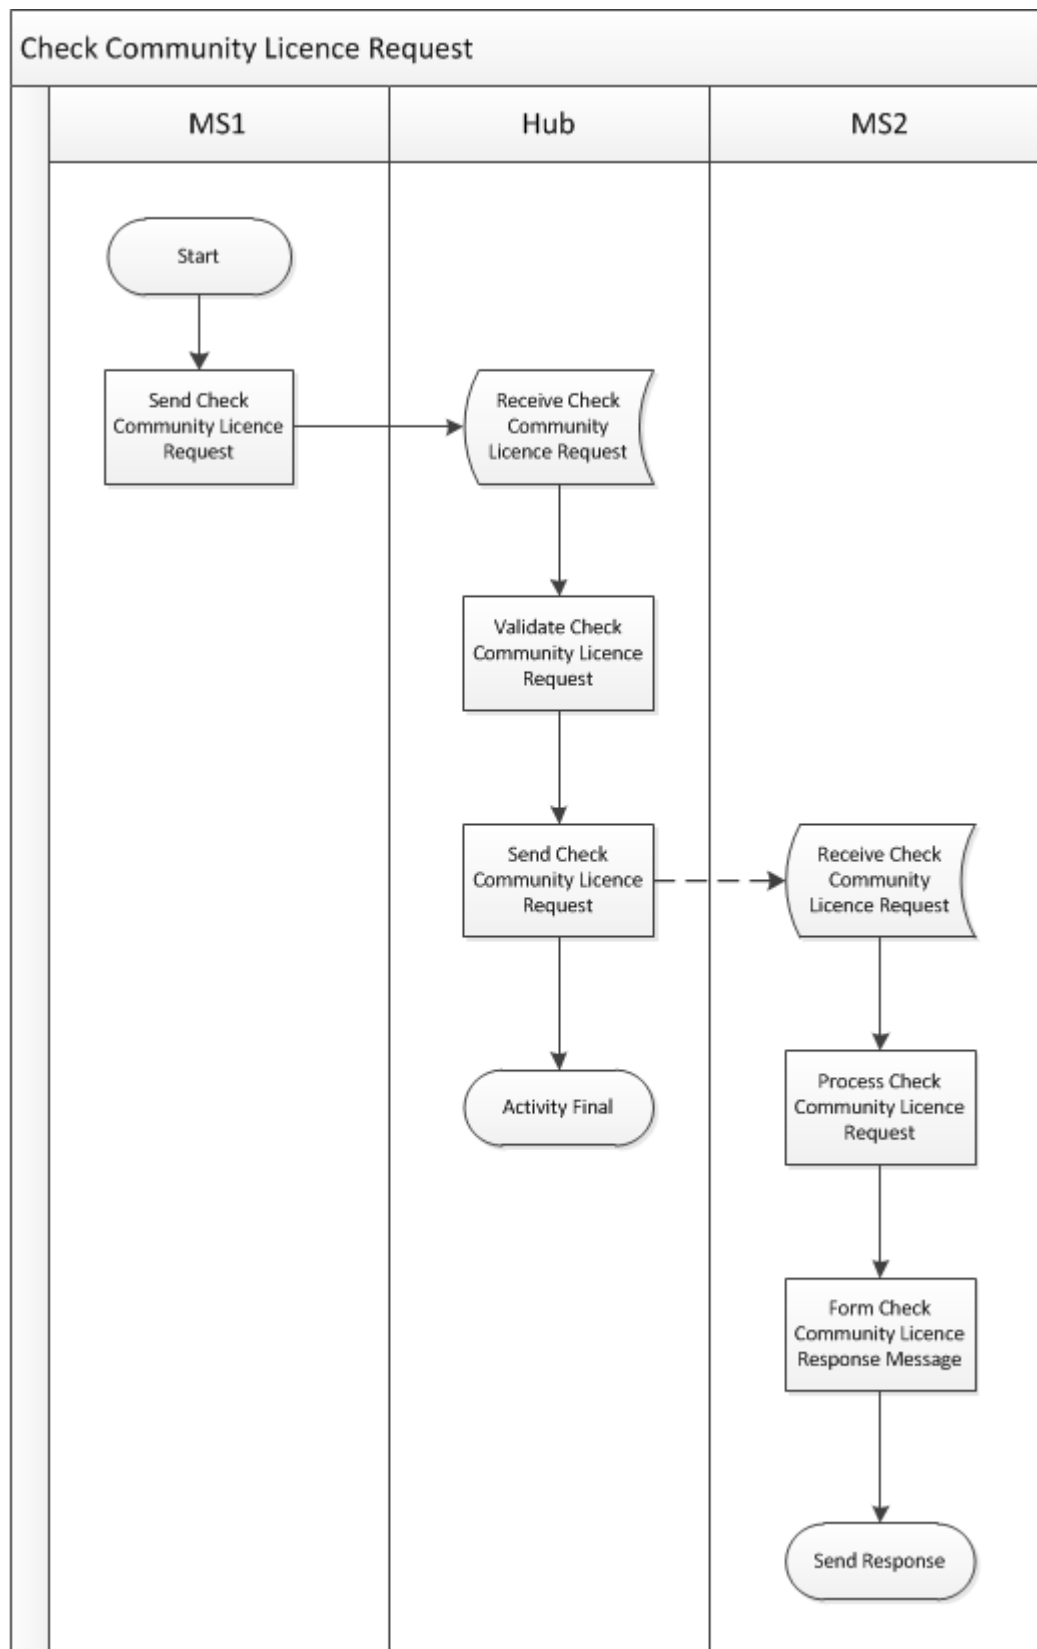 Check Community Licence Request
MS1
Hub
MS2
Start
Send Check
Community Licence
Request
Receive Check
Community
Licence Request
Validate Check
Community Licence
Request
Send Check
Community Licence
Request
Receive Check
Community
Licence Request
Activity Final
Process Check
Community Licence
Request
Form Check
Community Licence
Response Message
Send Response